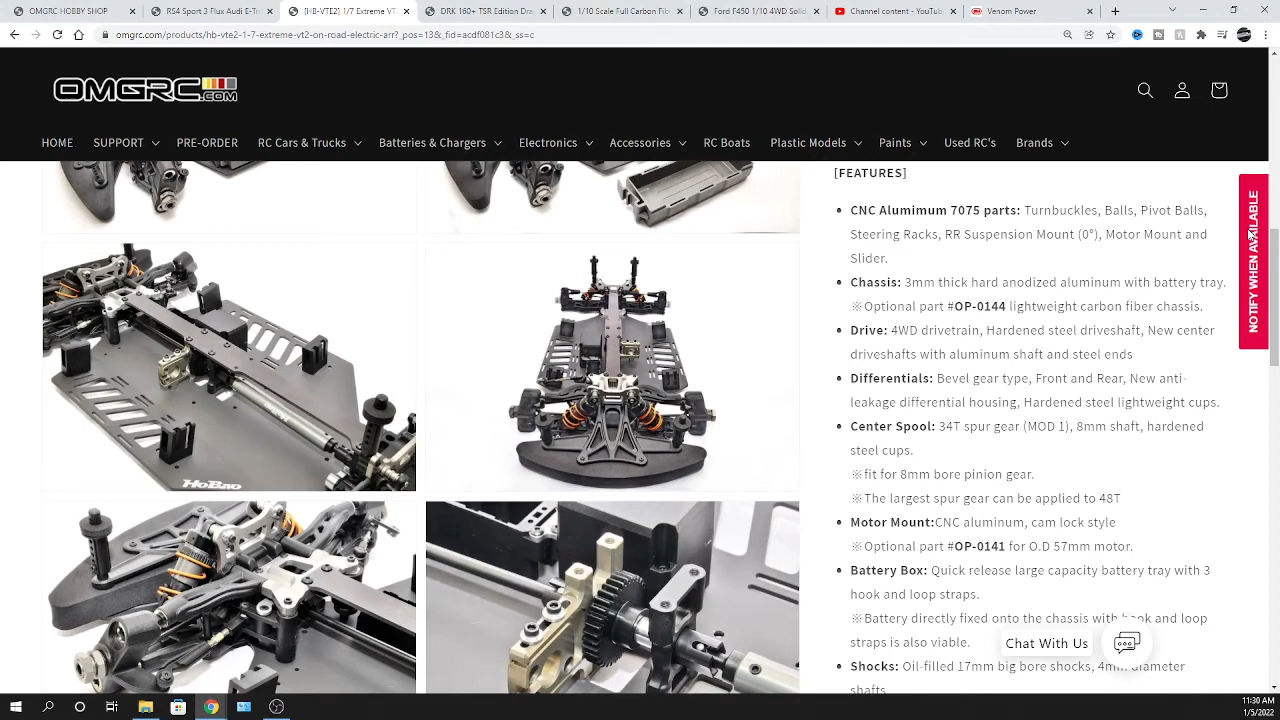 OMGRC HOBBY SHOP
RS4 Sport 3 Flux Audi E-Tr
[HB-VTE2] 1/7 Extreme VT
DRK 160+ TSR Edition Dra
1/10 Scale Full Carbon Fib
Ford F450 1/10 4WD Solid
Channel content - YouTub
Venom Power
omgrc.com/products/hb-vte2-1-7-extreme-vt2-on-road-electric-arr?_pos=13&_fid=acdf081c3&_ss=c
OMGRC.COM
HOME SUPPORT PRE-ORDER RC Cars & Trucks Batteries & Chargers Electronics Accessories RC Boats Plastic Models Paints Used RC's Brands
[FEATURES]
CNC Alumimum 7075 parts: Turnbuckles, Balls, Pivot Balls,
Steering Racks, RR Suspension Mount (0°), Motor Mount and
Slider.
Chassis: 3mm thick hard anodized aluminum with battery tray.
※Optional part #OP-0144 lightweight carbon fiber chassis.
Drive: 4WD drivetrain, Hardened steel driveshaft, New center
driveshafts with aluminum shaft and steel ends
Differentials: Bevel gear type, Front and Rear, New anti-
leakage differential housing, Hardened steel lightweight cups.
Center Spool: 34T spur gear (MOD 1), 8mm shaft, hardened
steel cups.
※fit for 8mm bore pinion gear.
※The largest spur gear can be applied to 48T
Motor Mount:CNC aluminum, cam lock style
※Optional part #OP-0141 for O.D 57mm motor.
Battery Box: Quick release large capacity battery tray with 3
hook and loop straps.
※Battery directly fixed onto the chassis with hook and loop
straps is also viable.
Shocks: Oil-filled 17mm big bore shocks, 4mm diameter
shafts
NOTIFY WHEN AVAILABLE
HOBAO
Chat With Us
11:30 AM
1/5/2022